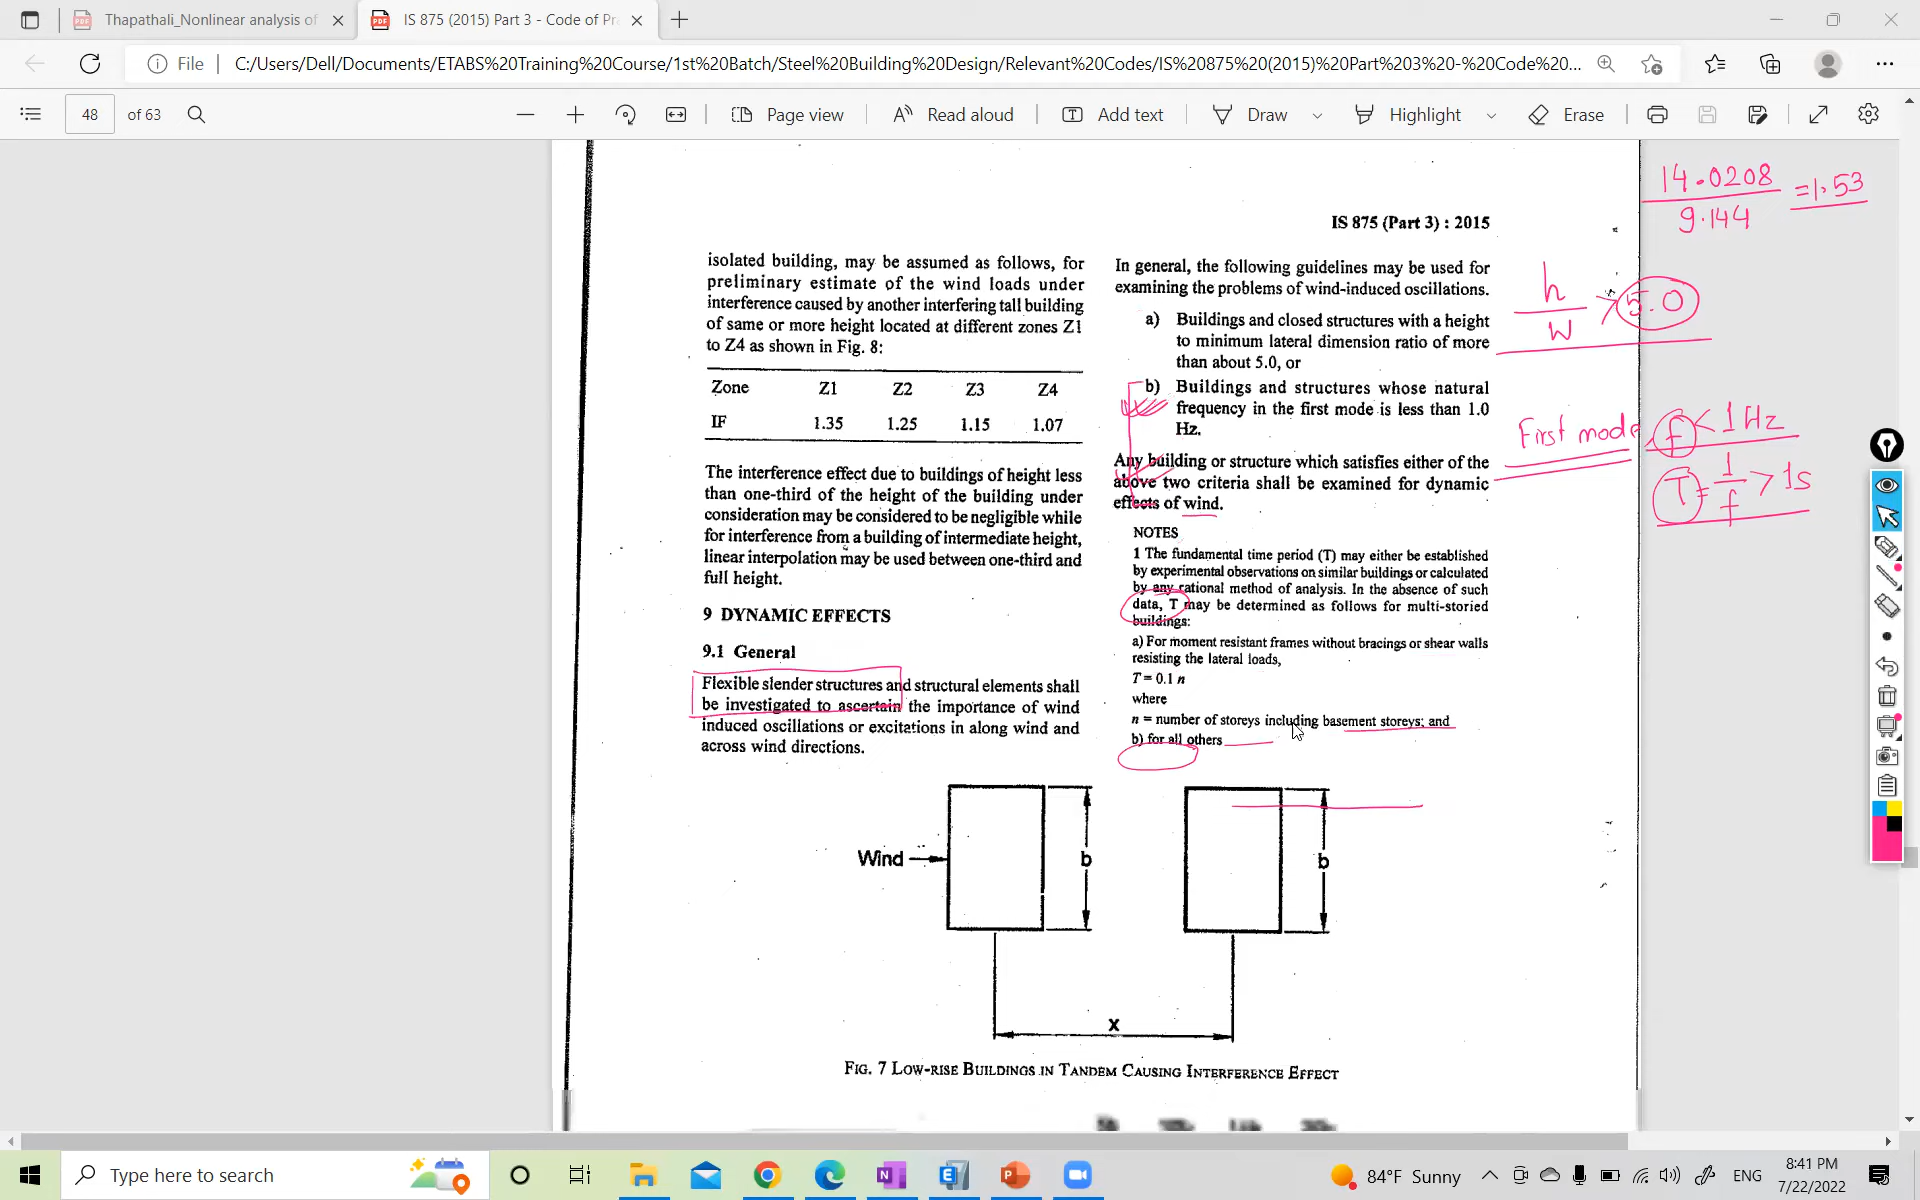 Thapathali_Nonlinear analysis of
IS 875 (2015) Part 3 - Code of Pra
File
C:/Users/Dell/Documents/ETABS%20Training%20Course/1st%20Batch/Steel%20Building%20Design/Relevant%20Codes/IS%20875%20(2015)%20Part%203%20-%20Code%20...
48 of 63
Page view
Read aloud
Add text
Draw
Highlight
Erase
IS 875 (Part 3) : 2015
isolated building, may be assumed as follows, for
preliminary estimate of the wind loads under
interference caused by another interfering tall building
of same or more height located at different zones Z1
to Z4 as shown in Fig. 8:
Zone Z1 Z2 Z3 Z4
IF 1.35 1.25 1.15 1.07
The interference effect due to buildings of height less
than one-third of the height of the building under
consideration may be considered to be negligible while
for interference from a building of intermediate height,
linear interpolation may be used between one-third and
full height.
9 DYNAMIC EFFECTS
9.1 General
Flexible slender structures and structural elements shall
be investigated to ascertain the importance of wind
induced oscillations or excitations in along wind and
across wind directions.
In general, the following guidelines may be used for
examining the problems of wind-induced oscillations.
a) Buildings and closed structures with a height
to minimum lateral dimension ratio of more
than about 5.0, or
b) Buildings and structures whose natural
frequency in the first mode is less than 1.0
Hz.
Any building or structure which satisfies either of the
above two criteria shall be examined for dynamic
effects of wind.
NOTES
1 The fundamental time period (T) may either be established
by experimental observations on similar buildings or calculated
by any rational method of analysis. In the absence of such
data, T may be determined as follows for multi-storied
buildings:
a) For moment resistant frames without bracings or shear walls
resisting the lateral loads,
T = 0.1 n
where
n = number of storeys including basement storeys; and
b) for all others
14.0208
9.144
=1.53
h
W
> 5.0
First mode, f < 1 Hz
T = 1
f
> 1s
Wind
b
b
x
FIG. 7 LOW-RISE BUILDINGS IN TANDEM CAUSING INTERFERENCE EFFECT
Type here to search
84°F Sunny
ENG
8:41 PM
7/22/2022